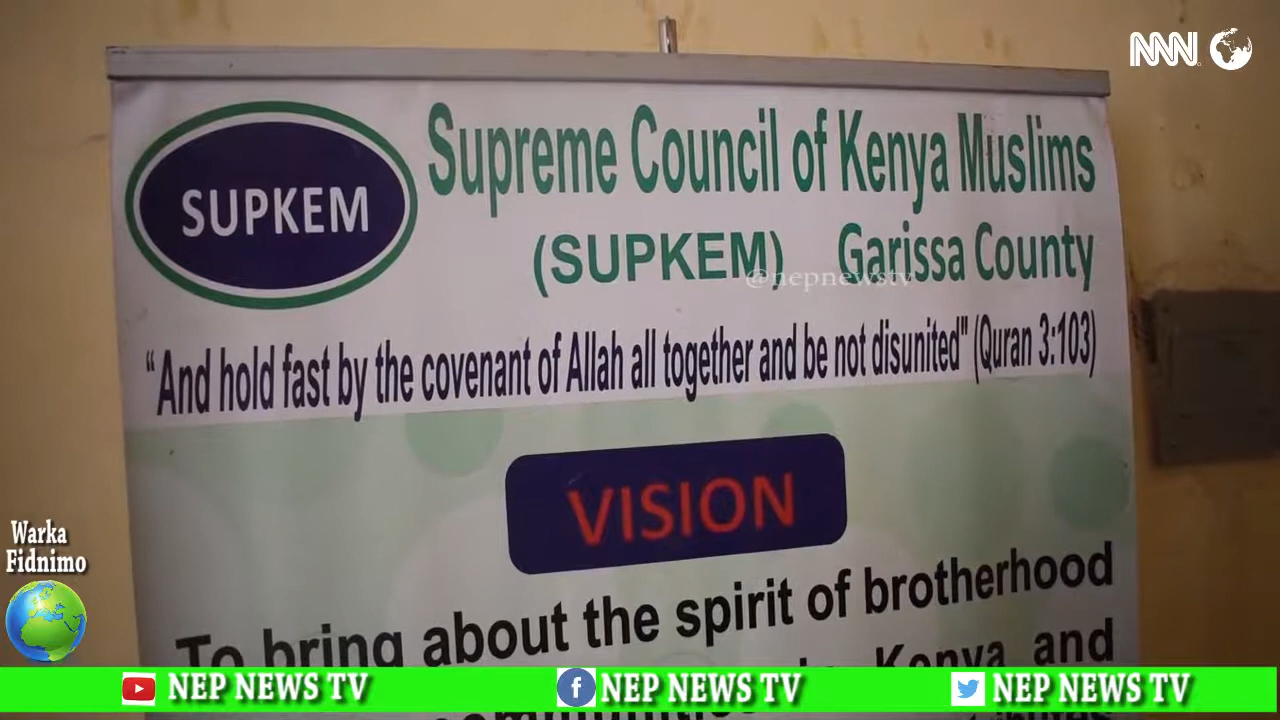 NNN
SUPKEM
Supreme Council of Kenya Muslims
(SUPKEM) Garissa County
@nepnewstv
“And hold fast by the covenant of Allah all together and be not disunited" (Quran 3:103)
VISION
Warka
Fidnimo
To bring about the spirit of brotherhood
in Kenya and
NEP NEWS TV
NEP NEWS TV
NEP NEWS TV